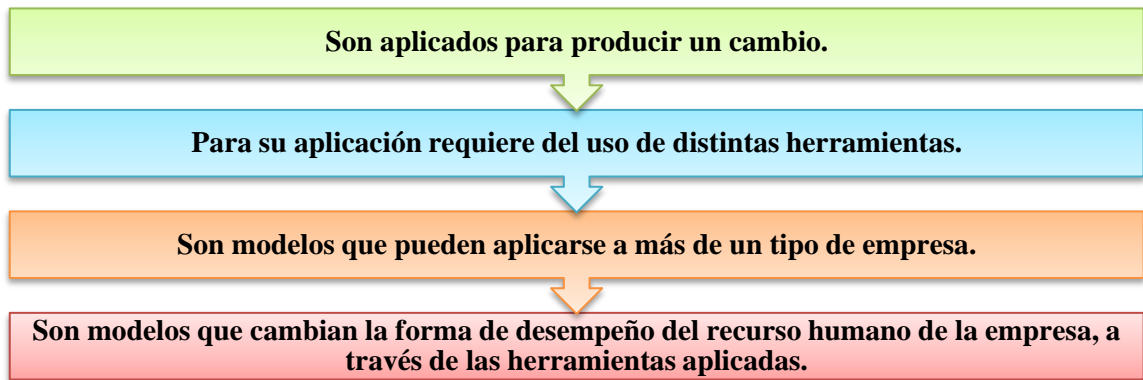 Son aplicados para producir un cambio.
Para su aplicación requiere del uso de distintas herramientas.
Son modelos que pueden aplicarse a más de un tipo de empresa.
Son modelos que cambian la forma de desempeño del recurso humano de la empresa, a
través de las herramientas aplicadas.